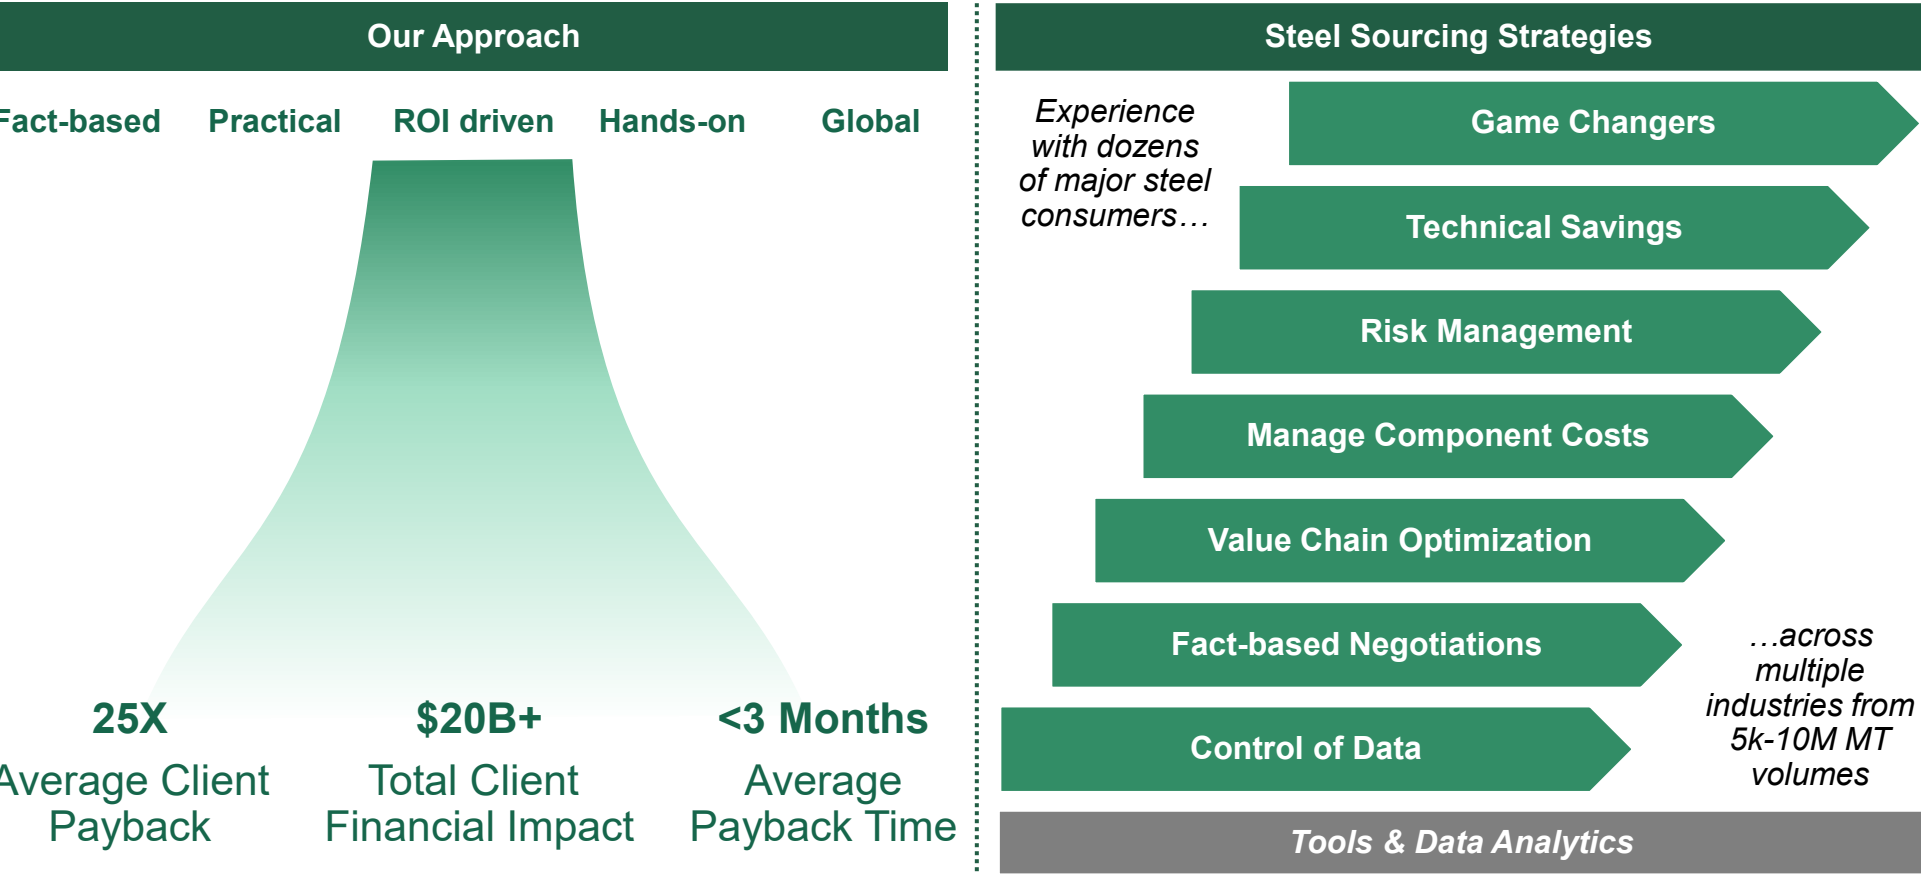 Our Approach
Fact-based Practical ROI driven Hands-on Global
25X
Average Client
Payback
$20B+
Total Client
Financial Impact
<3 Months
Average
Payback Time
Steel Sourcing Strategies
Experience
with dozens
of major steel
consumers…
Game Changers
Technical Savings
Risk Management
Manage Component Costs
Value Chain Optimization
Fact-based Negotiations
Control of Data
…across
multiple
industries from
5k-10M MT
volumes
Tools & Data Analytics